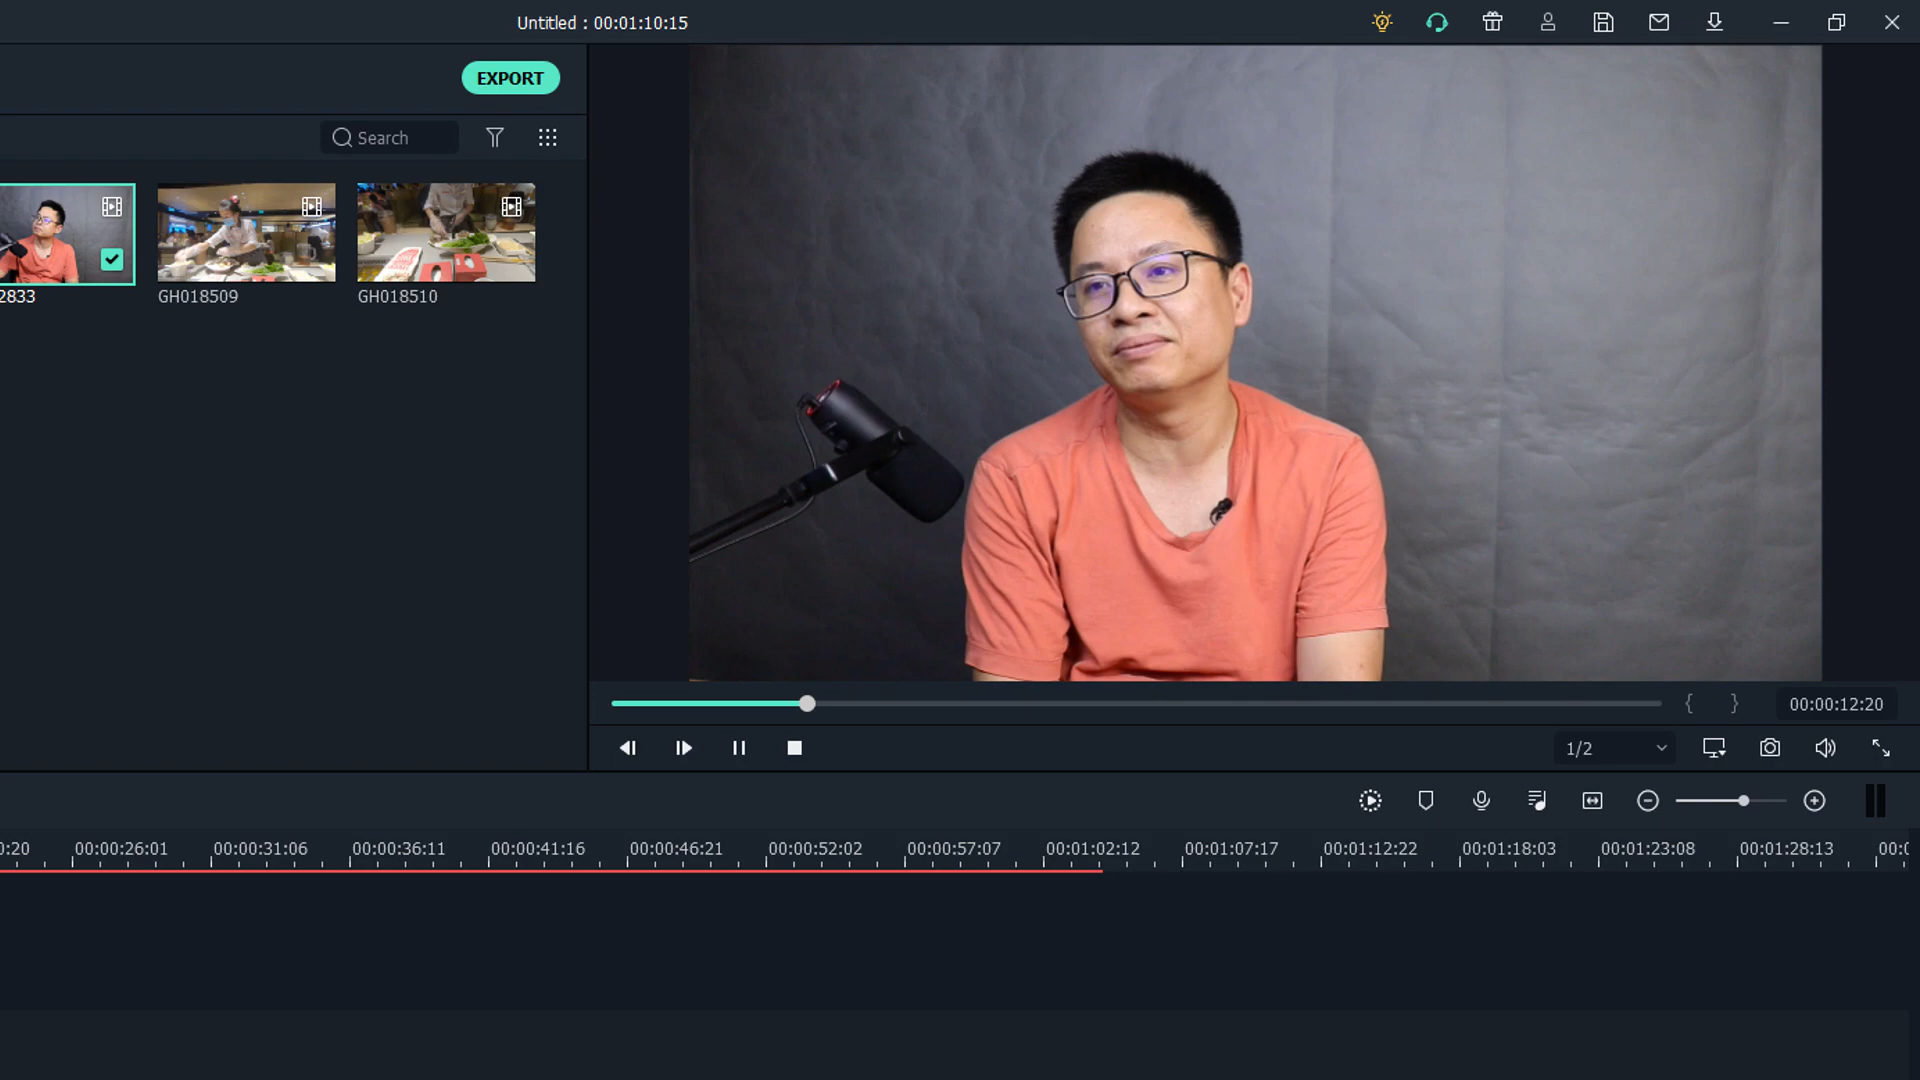 Untitled : 00:01:10:15
EXPORT
Search
2833
GH018509
GH018510
{ } 00:00:12:20
1/2
0:20 00:00:26:01 00:00:31:06 00:00:36:11 00:00:41:16 00:00:46:21 00:00:52:02 00:00:57:07 00:01:02:12 00:01:07:17 00:01:12:22 00:01:18:03 00:01:23:08 00:01:28:13 00:0